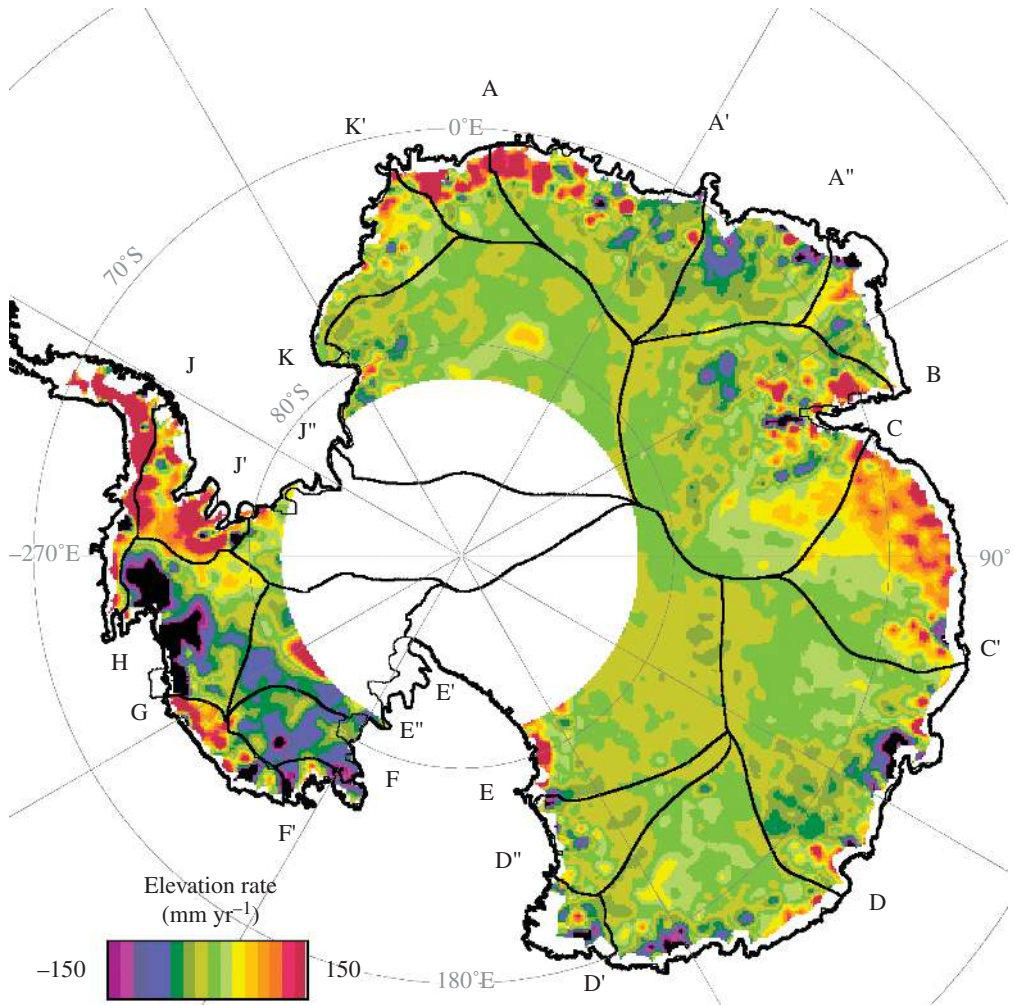 A
K'
0°E
A'
A"
70°S
K
J
80°S
B
J"
C
J'
–270°E
90°
C'
H
G
E'
E"
F
E
F'
D"
D
Elevation rate
(mm yr–1)
–150
150
180°E
D'